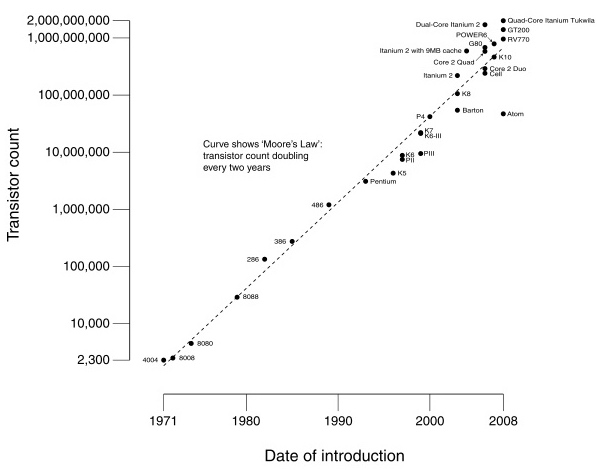 2,000,000,000
1,000,000,000
100,000,000
10,000,000
1,000,000
100,000
10,000
2,300
Transistor count
Curve shows ‘Moore’s Law’:
transistor count doubling
every two years
Dual-Core Itanium 2
Quad-Core Itanium Tukwila
GT200
POWER6
RV770
G80
Itanium 2 with 9MB cache
K10
Core 2 Quad
Core 2 Duo
Cell
Itanium 2
K8
Barton
Atom
P4
K7
K6-III
K6
PII
PIII
K5
Pentium
486
386
286
8088
8080
4004
8008
1971
1980
1990
2000
2008
Date of introduction